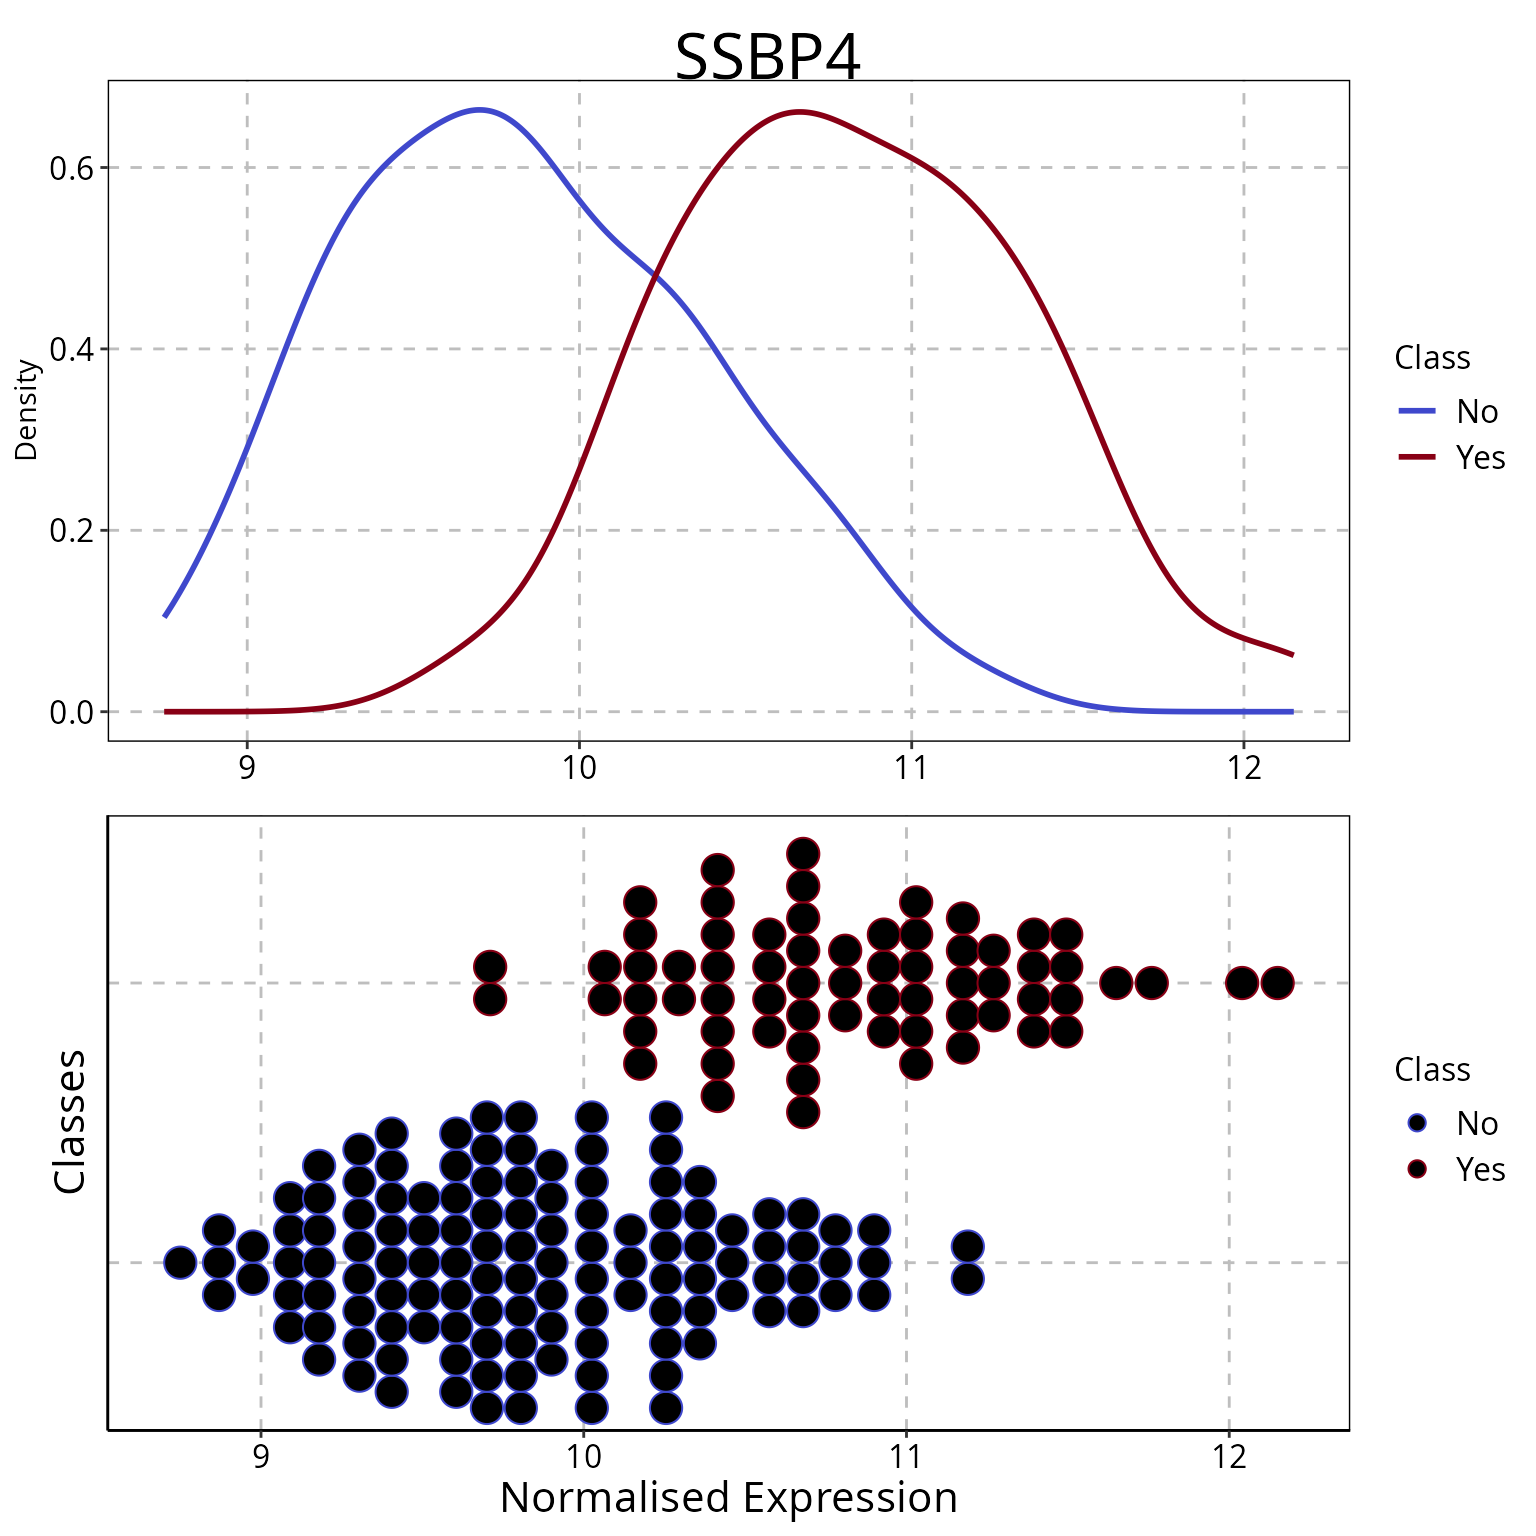 SSBP4
0.6
0.4
0.2
0.0
Density
9 10 11 12
Class
No
Yes
Classes
9 10 11 12
Normalised Expression
Class
No
Yes